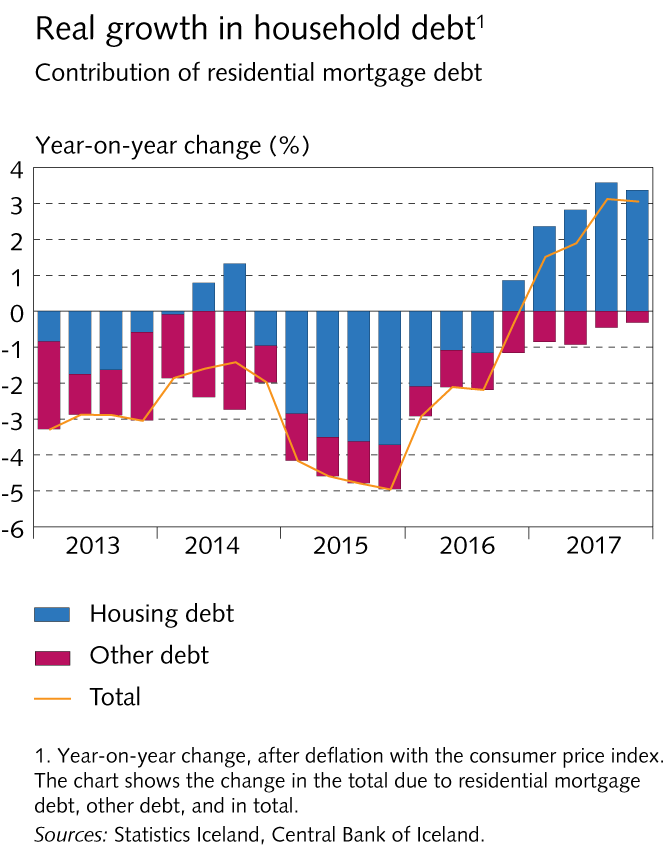 Real growth in household debt¹
Contribution of residential mortgage debt
Year-on-year change (%)
4
3
2
1
0
-1
-2
-3
-4
-5
-6
2013 2014 2015 2016 2017
Housing debt
Other debt
Total
1. Year-on-year change, after deflation with the consumer price index.
The chart shows the change in the total due to residential mortgage
debt, other debt, and in total.
Sources: Statistics Iceland, Central Bank of Iceland.